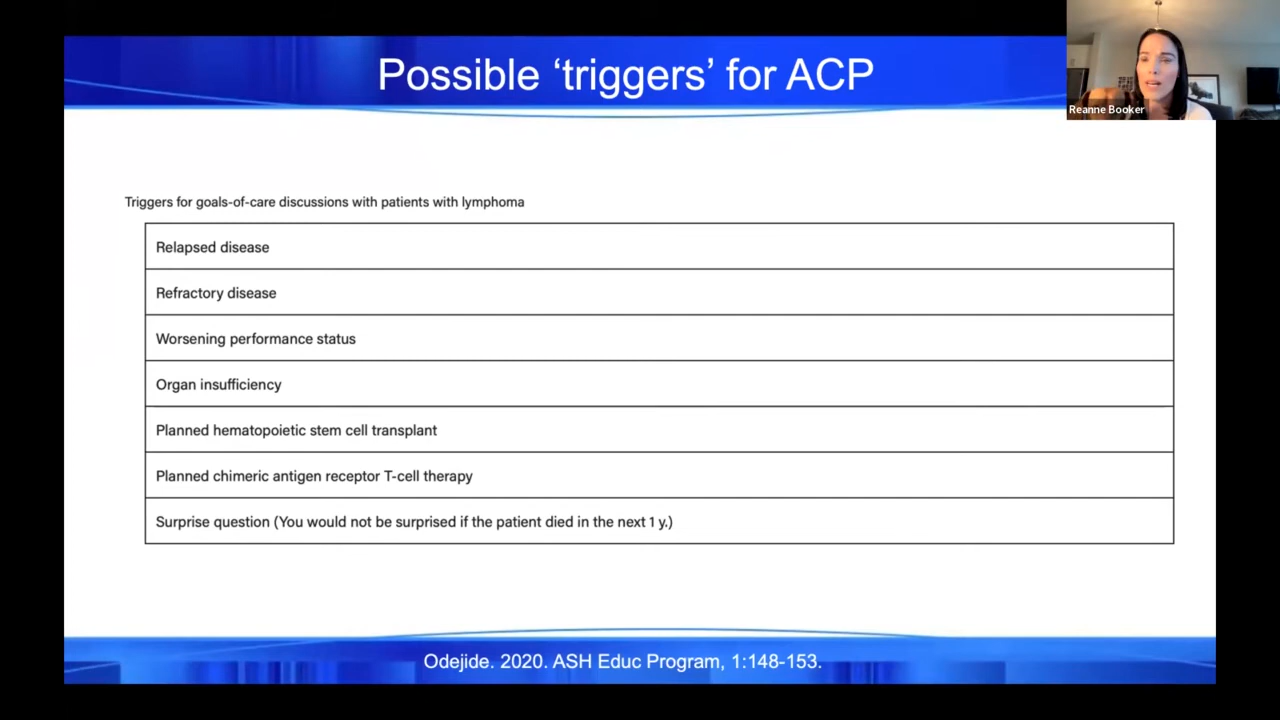 Possible ‘triggers’ for ACP
Reanne Booker
Triggers for goals-of-care discussions with patients with lymphoma
Relapsed disease
Refractory disease
Worsening performance status
Organ insufficiency
Planned hematopoietic stem cell transplant
Planned chimeric antigen receptor T-cell therapy
Surprise question (You would not be surprised if the patient died in the next 1 y.)
Odejide. 2020. ASH Educ Program, 1:148-153.